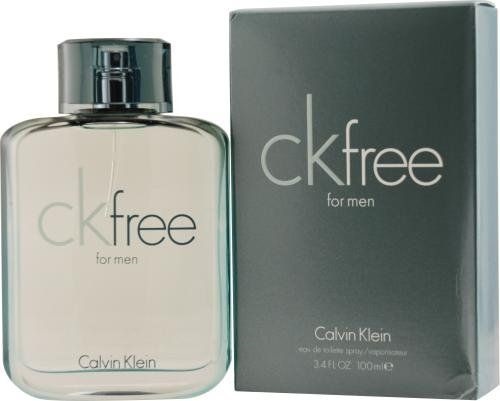 ckfree
for men
Calvin Klein
ckfree
for men
Calvin Klein
eau de toilette spray / vaporisateur
3.4 FL OZ 100ml℮